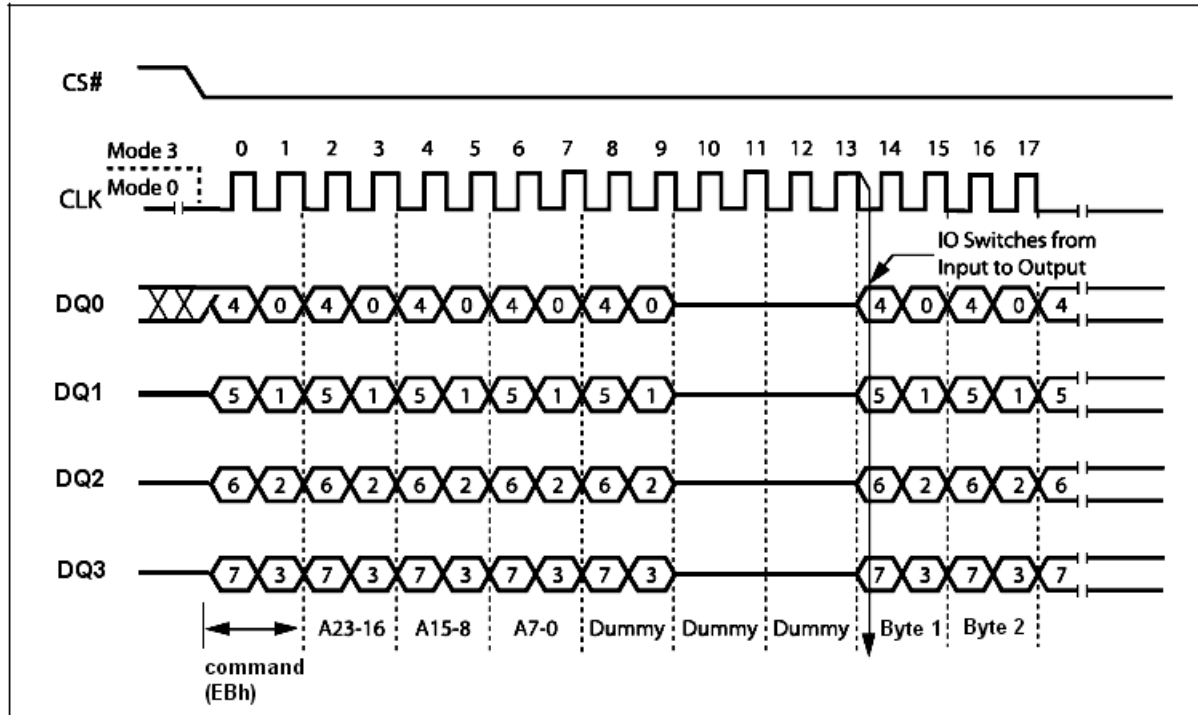 CS#
Mode 3
0 1 2 3 4 5 6 7 8 9 10 11 12 13 14 15 16 17
Mode 0
CLK
IO Switches from
Input to Output
DQ0 4 0 4 0 4 0 4 0 4 0 4 0 4 0 4
DQ1 5 1 5 1 5 1 5 1 5 1 5 1 5 1 5
DQ2 6 2 6 2 6 2 6 2 6 2 6 2 6 2 6
DQ3 7 3 7 3 7 3 7 3 7 3 7 3 7 3 7
A23-16 A15-8 A7-0 Dummy Dummy Dummy Byte 1 Byte 2
command
(EBh)